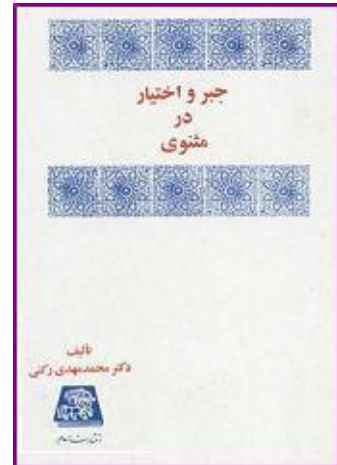 جبر و اختیار
در
مثنوی
تألیف
دکتر محمدمهدی رکنی